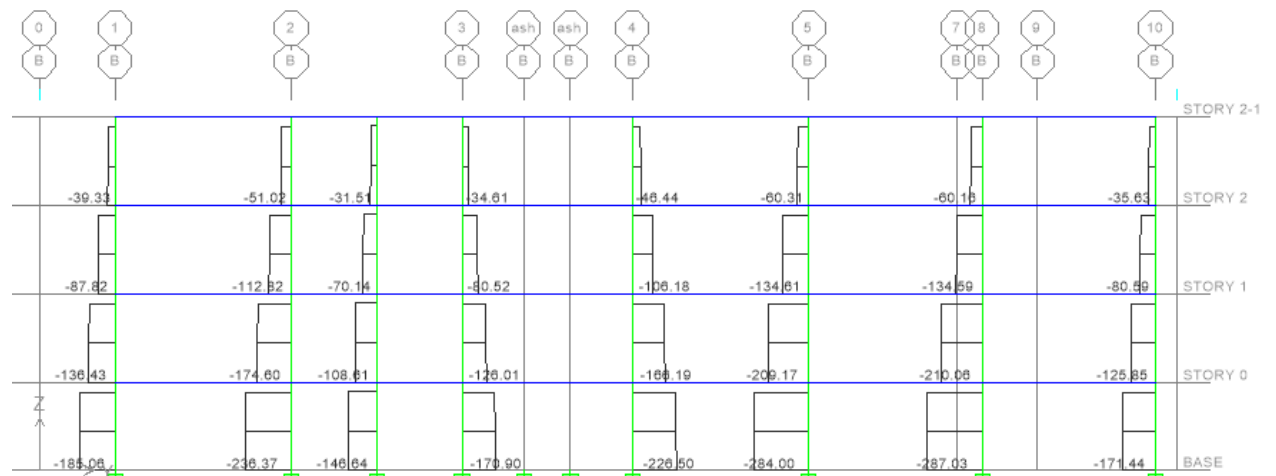 0 1 2 3 ash ash 4 5 7 8 9 10
B B B B B B B B B B B B
STORY 2-1
-39.33 -51.02 -31.51 -34.61 -46.44 -60.31 -60.16 -35.63 STORY 2
-87.82 -112.82 -70.14 -80.52 -106.18 -134.61 -134.59 -80.59 STORY 1
-136.43 -174.60 -108.61 -126.01 -166.19 -209.17 -210.06 -125.85 STORY 0
Z
-185.06 -236.37 -146.64 -170.90 -226.50 -284.00 -287.03 -171.44 BASE